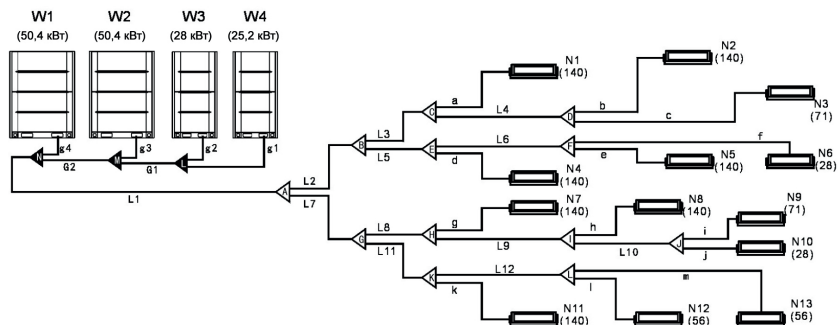 W1 W2 W3 W4
(50,4 кВт) (50,4 кВт) (28 кВт) (25,2 кВт)
N1
(140)
N2
(140)
N3
(71)
a
b
c
L3
C
L4
D
g4 g3 g2 g1
N M L
G2 G1
B
L5
E
L6
F
f
e
d
N5
(140)
N6
(28)
N4
(140)
L1
A
L2
L7
N7
(140)
N8
(140)
N9
(71)
g
h
i
L8
G
H
L9
I
L10
J
j
N10
(28)
L11
K
L12
L
m
k
l
N11
(140)
N12
(56)
N13
(56)